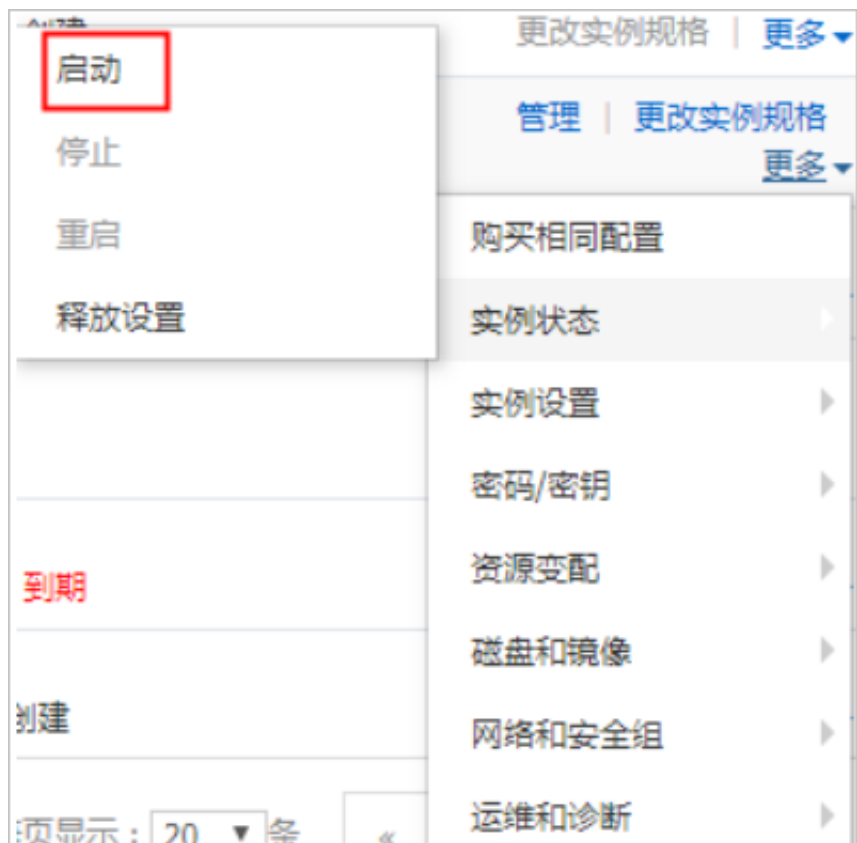 更改实例规格 | 更多
启动
管理 | 更改实例规格
更多
停止
重启
释放设置
购买相同配置
实例状态
实例设置
密码/密钥
资源变配
磁盘和镜像
网络和安全组
运维和诊断
到期
创建
页显示：20 条 «